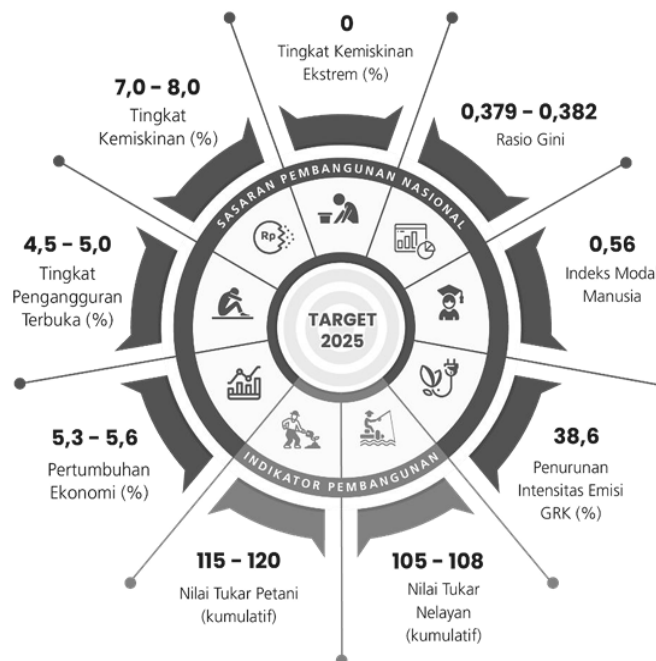 0
Tingkat Kemiskinan
Ekstrem (%)
0,379 – 0,382
Rasio Gini
0,56
Indeks Modal
Manusia
38,6
Penurunan
Intensitas Emisi
GRK (%)
105 – 108
Nilai Tukar
Nelayan
(kumulatif)
115 – 120
Nilai Tukar Petani
(kumulatif)
5,3 – 5,6
Pertumbuhan
Ekonomi (%)
4,5 – 5,0
Tingkat
Pengangguran
Terbuka (%)
7,0 – 8,0
Tingkat
Kemiskinan (%)
SASARAN PEMBANGUNAN NASIONAL
Rp
TARGET
2025
INDIKATOR PEMBANGUNAN